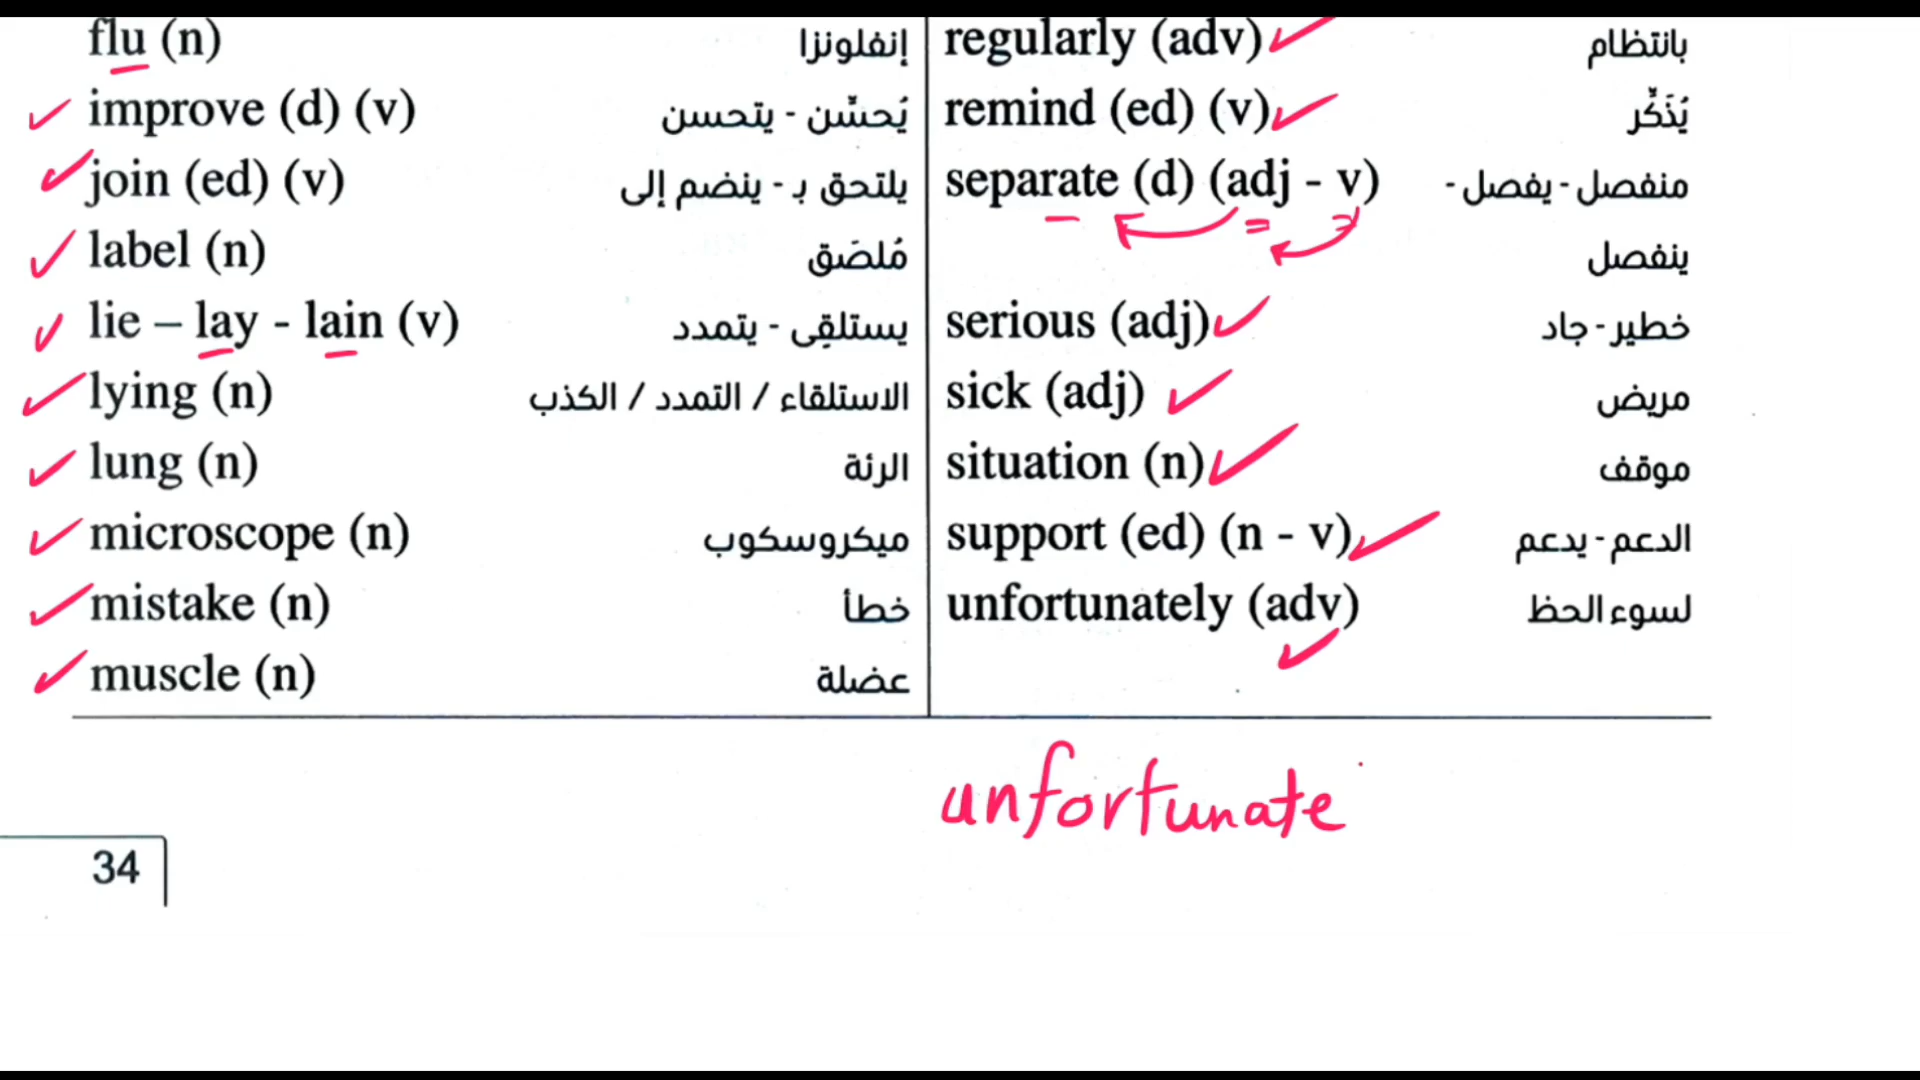 flu (n) إنفلونزا
improve (d) (v) يُحسِّن - يتحسن
join (ed) (v) يلتحق بـ - ينضم إلى
label (n) مُلصَق
lie – lay - lain (v) يستلقِى - يتمدد
lying (n) الاستلقاء / التمدد / الكذب
lung (n) الرئة
microscope (n) ميكروسكوب
mistake (n) خطأ
muscle (n) عضلة
regularly (adv) بانتظام
remind (ed) (v) يُذَكِّر
separate (d) (adj - v) منفصل - يفصل -
ينفصل
serious (adj) خطير - جاد
sick (adj) مريض
situation (n) موقف
support (ed) (n - v) الدعم - يدعم
unfortunately (adv) لسوء الحظ
unfortunate
34